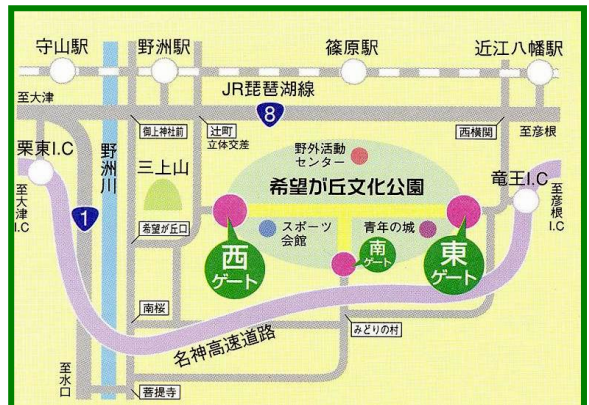 守山駅
野洲駅
篠原駅
近江八幡駅
JR琵琶湖線
至大津
8
御上神社前
辻町
立体交差
西横関
至彦根
栗東I.C
野洲川
三上山
野外活動
センター
希望が丘文化公園
竜王I.C
至大津I.C
至彦根I.C
1
希望が丘口
スポーツ
会館
青年の城
西
ゲート
南
ゲート
東
ゲート
南桜
みどりの村
名神高速道路
至水口
菩提寺